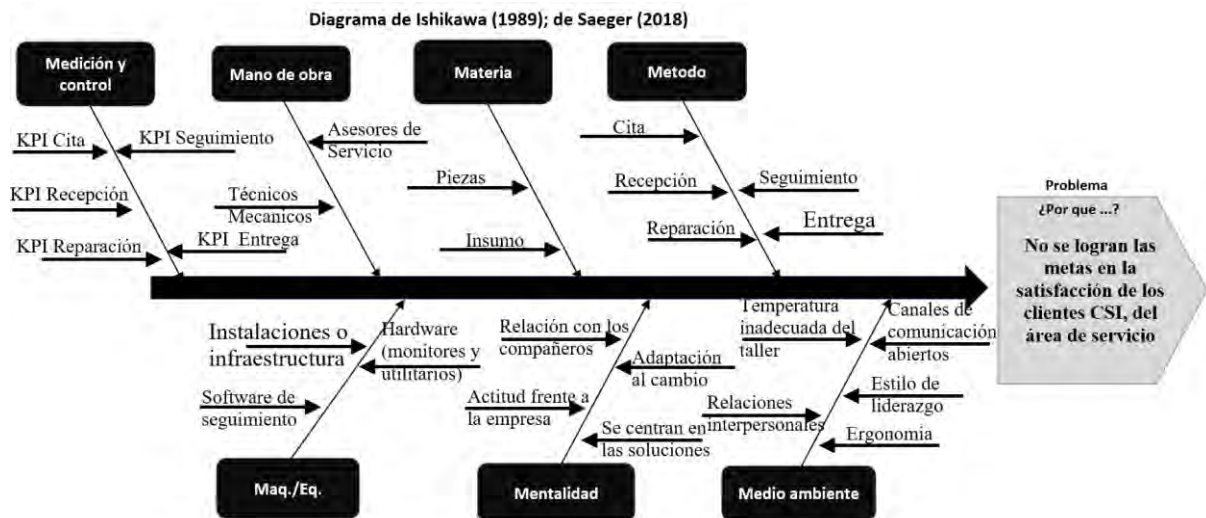 Diagrama de Ishikawa (1989); de Saeger (2018)
Medición y
control
Mano de obra
Materia
Metodo
KPI Cita
KPI Seguimiento
KPI Recepción
KPI Reparación
KPI Entrega
Asesores de
Servicio
Técnicos
Mecanicos
Piezas
Insumo
Cita
Recepción
Seguimiento
Reparación
Entrega
Problema
¿Por que ...?
No se logran las
metas en la
satisfacción de los
clientes CSI, del
área de servicio
Instalaciones o
infraestructura
Hardware
(monitores y
utilitarios)
Software de
seguimiento
Relación con los
compañeros
Adaptación
al cambio
Actitud frente a
la empresa
Se centran en
las soluciones
Temperatura
inadecuada del
taller
Canales de
comunicación
abiertos
Estilo de
liderazgo
Relaciones
interpersonales
Ergonomia
Maq./Eq.
Mentalidad
Medio ambiente